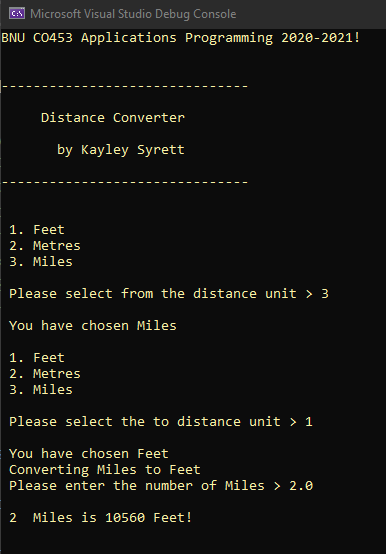 Microsoft Visual Studio Debug Console
BNU CO453 Applications Programming 2020-2021!
-------------------------------
Distance Converter
by Kayley Syrett
-------------------------------
1. Feet
2. Metres
3. Miles
Please select from the distance unit > 3
You have chosen Miles
1. Feet
2. Metres
3. Miles
Please select the to distance unit > 1
You have chosen Feet
Converting Miles to Feet
Please enter the number of Miles > 2.0
2  Miles is 10560 Feet!